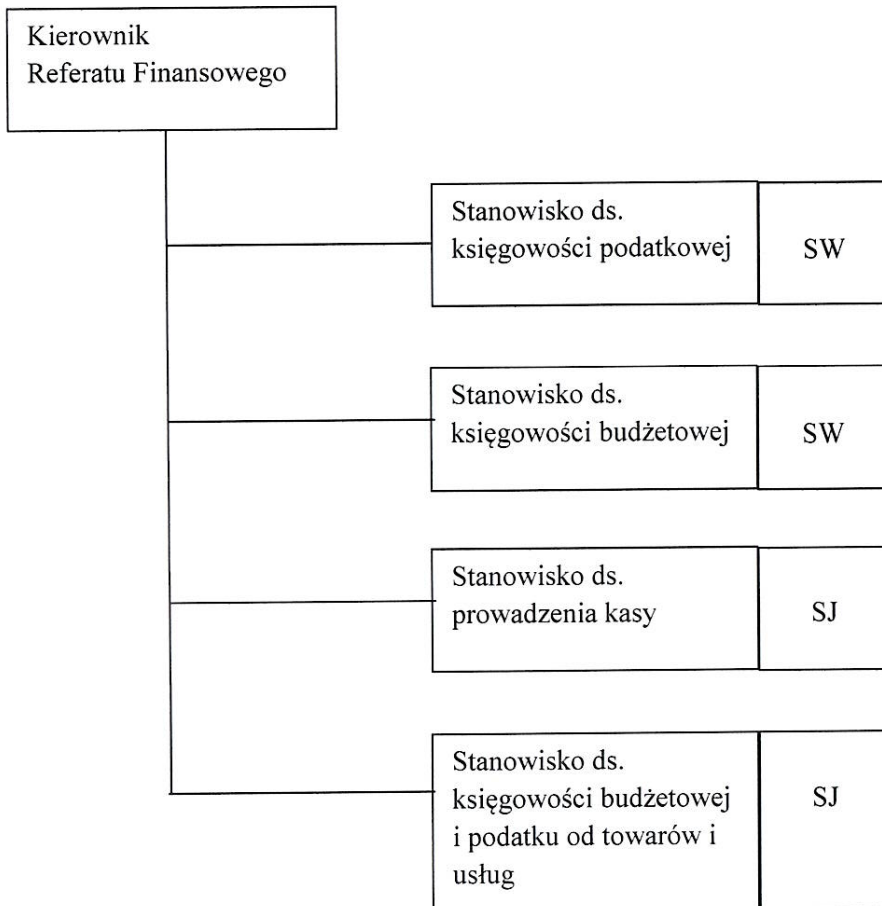 Kierownik
Referatu Finansowego
Stanowisko ds.
księgowości podatkowej
SW
Stanowisko ds.
księgowości budżetowej
SW
Stanowisko ds.
prowadzenia kasy
SJ
Stanowisko ds.
księgowości budżetowej
i podatku od towarów i
usług
SJ